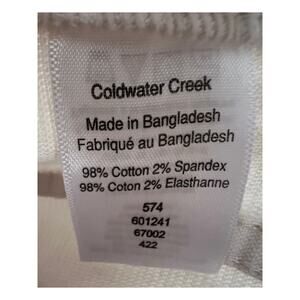 Coldwater Creek
Made in Bangladesh
Fabriqué au Bangladesh
98% Cotton 2% Spandex
98% Coton 2% Elasthanne
574
601241
67002
422